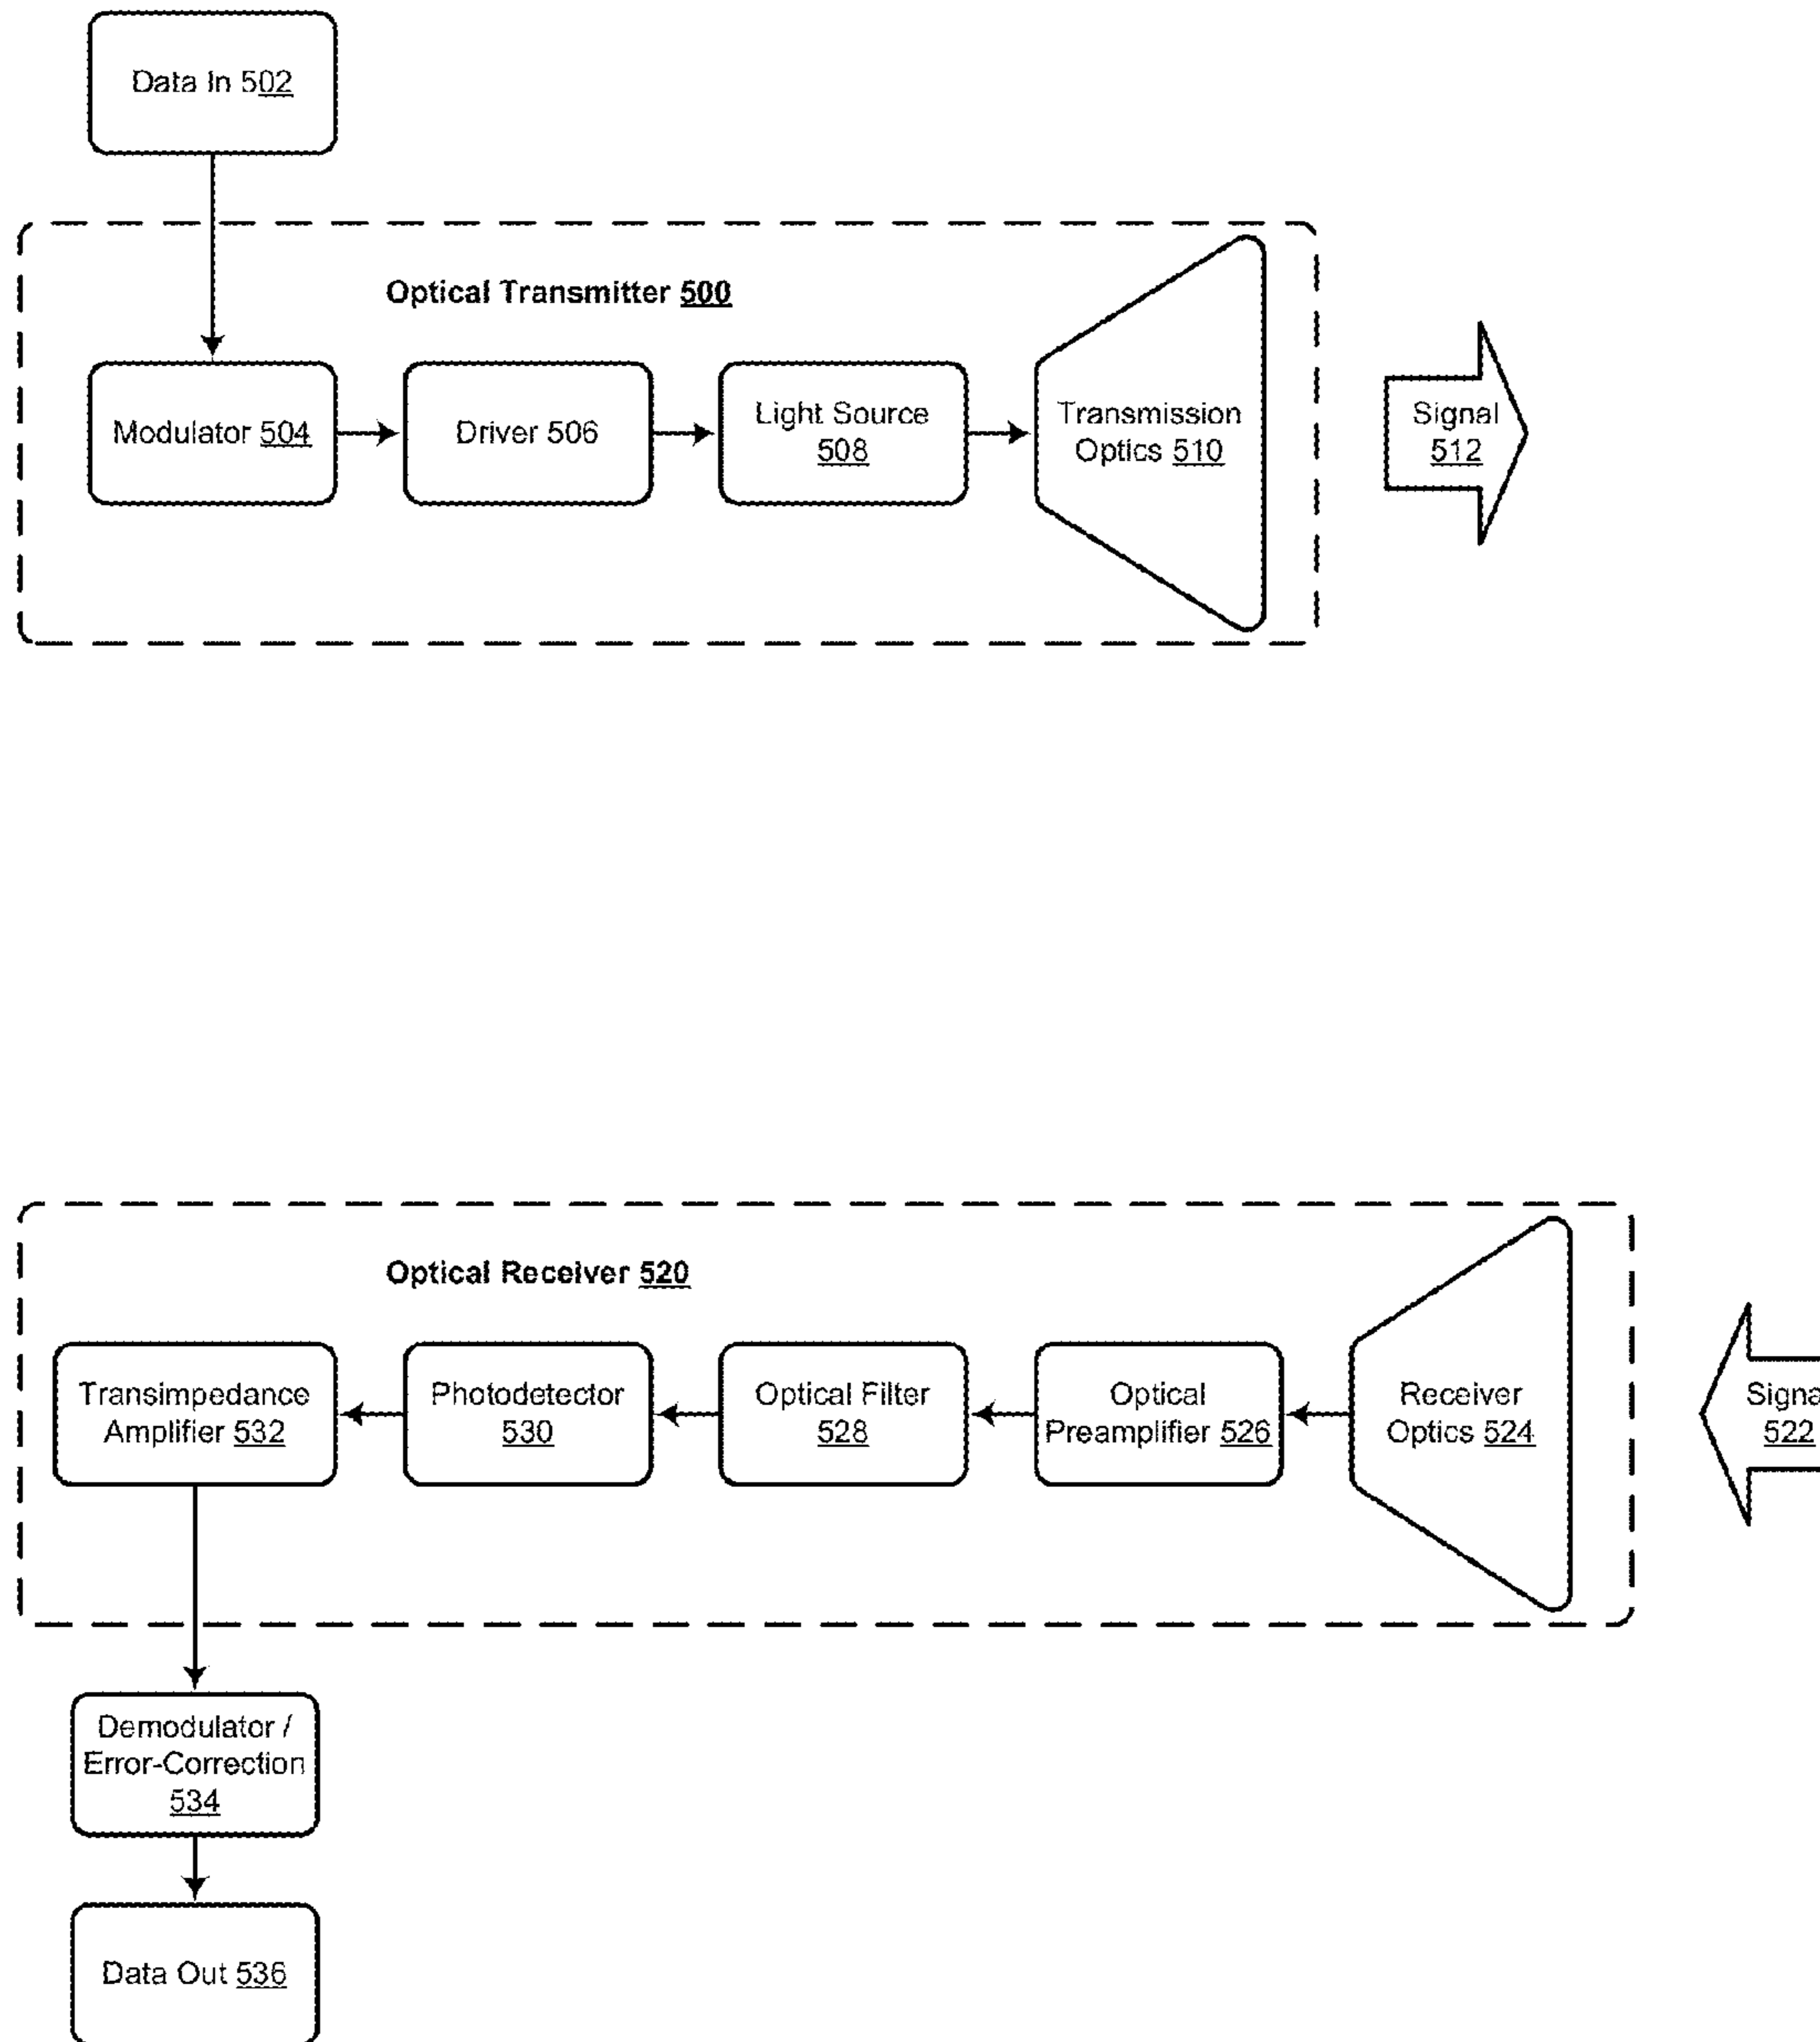 Data In 502
Optical Transmitter 500
Modulator 504
Driver 506
Light Source
508
Transmission
Optics 510
Signal
512
Optical Receiver 520
Transimpedance
Amplifier 532
Photodetector
530
Optical Filter
528
Optical
Preamplifier 526
Receiver
Optics 524
Signa
522
Demodulator /
Error-Correction
534
Data Out 536